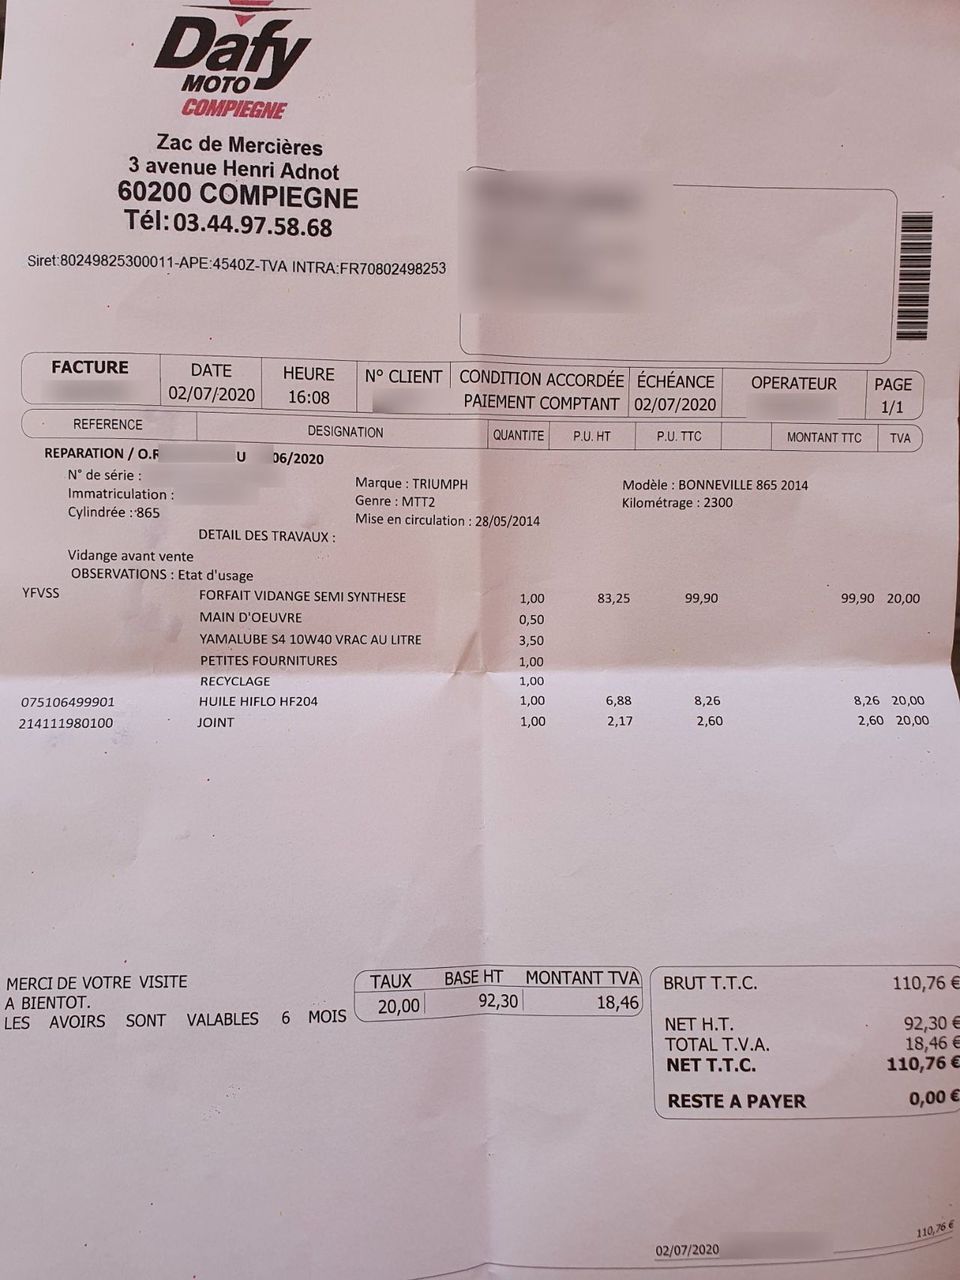 Dafy
MOTO
COMPIEGNE
Zac de Mercières
3 avenue Henri Adnot
60200 COMPIEGNE
Tél:03.44.97.58.68
Siret:80249825300011-APE:4540Z-TVA INTRA:FR70802498253
FACTURE DATE HEURE N° CLIENT CONDITION ACCORDÉE ÉCHÉANCE OPERATEUR PAGE
02/07/2020 16:08 PAIEMENT COMPTANT 02/07/2020 1/1
REFERENCE DESIGNATION QUANTITE P.U. HT P.U. TTC MONTANT TTC TVA
REPARATION / O.R U 06/2020
N° de série : Marque : TRIUMPH Modèle : BONNEVILLE 865 2014
Immatriculation : Genre : MTT2 Kilométrage : 2300
Cylindrée : 865 Mise en circulation : 28/05/2014
DETAIL DES TRAVAUX :
Vidange avant vente
OBSERVATIONS : Etat d'usage
YFVSS FORFAIT VIDANGE SEMI SYNTHESE 1,00 83,25 99,90 99,90 20,00
MAIN D'OEUVRE 0,50
YAMALUBE S4 10W40 VRAC AU LITRE 3,50
PETITES FOURNITURES 1,00
RECYCLAGE 1,00
075106499901 HUILE HIFLO HF204 1,00 6,88 8,26 8,26 20,00
214111980100 JOINT 1,00 2,17 2,60 2,60 20,00
MERCI DE VOTRE VISITE
A BIENTOT.
LES AVOIRS SONT VALABLES 6 MOIS
TAUX BASE HT MONTANT TVA
20,00 92,30 18,46
BRUT T.T.C. 110,76 €
NET H.T. 92,30 €
TOTAL T.V.A. 18,46 €
NET T.T.C. 110,76 €
RESTE A PAYER 0,00 €
02/07/2020 110,76 €